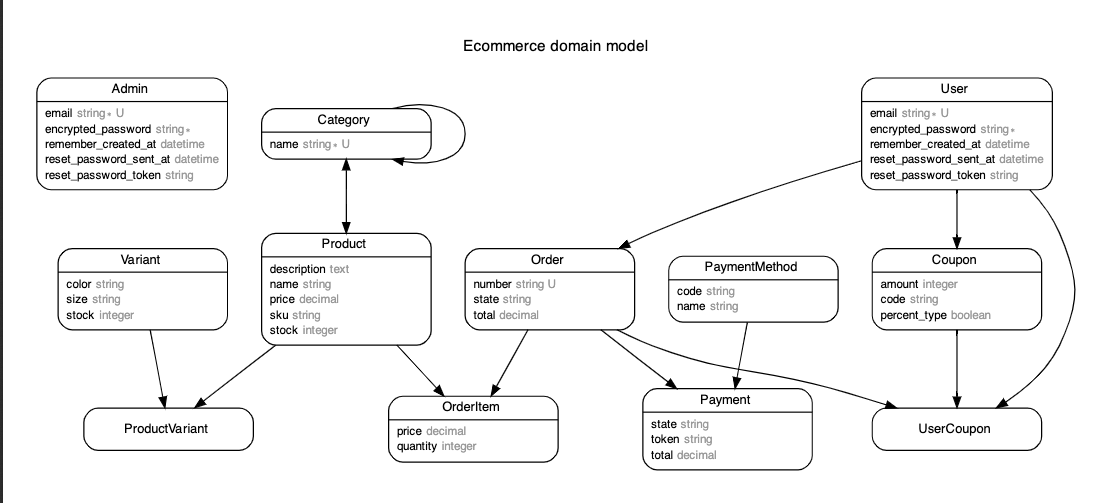 Ecommerce domain model
Admin
email string* U
encrypted_password string*
remember_created_at datetime
reset_password_sent_at datetime
reset_password_token string
Category
name string* U
User
email string* U
encrypted_password string*
remember_created_at datetime
reset_password_sent_at datetime
reset_password_token string
Variant
color string
size string
stock integer
Product
description text
name string
price decimal
sku string
stock integer
Order
number string U
state string
total decimal
PaymentMethod
code string
name string
Coupon
amount integer
code string
percent_type boolean
ProductVariant
OrderItem
price decimal
quantity integer
Payment
state string
token string
total decimal
UserCoupon